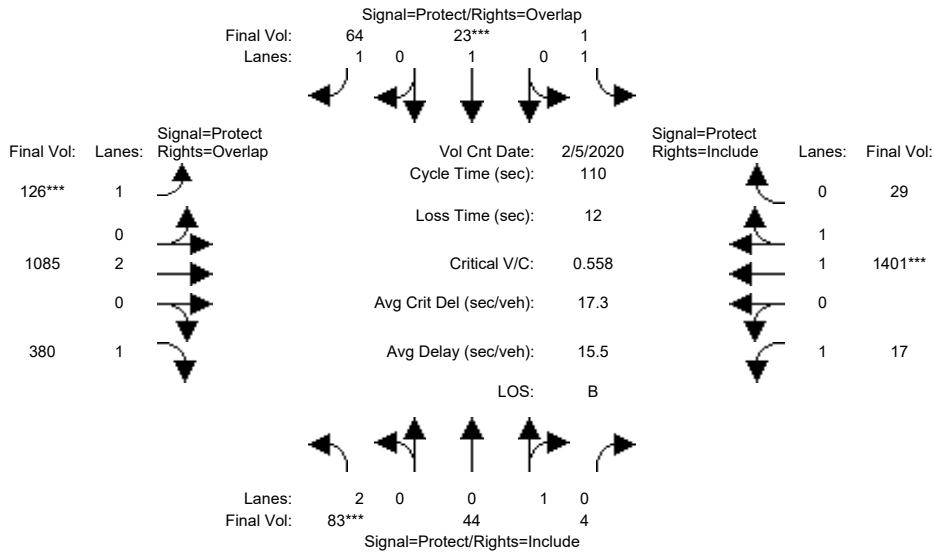 Signal=Protect/Rights=Overlap
Final Vol: 64 23*** 1
Lanes: 1 0 1 0 1
Signal=Protect
Final Vol: Lanes: Rights=Overlap
Vol Cnt Date: 2/5/2020
Signal=Protect
Rights=Include Lanes: Final Vol:
Cycle Time (sec): 110
126*** 1
0 29
Loss Time (sec): 12
0
1
1085 2
Critical V/C: 0.558
1 1401***
0
Avg Crit Del (sec/veh): 17.3
0
380 1
Avg Delay (sec/veh): 15.5
1 17
LOS: B
Lanes: 2 0 0 1 0
Final Vol: 83*** 44 4
Signal=Protect/Rights=Include